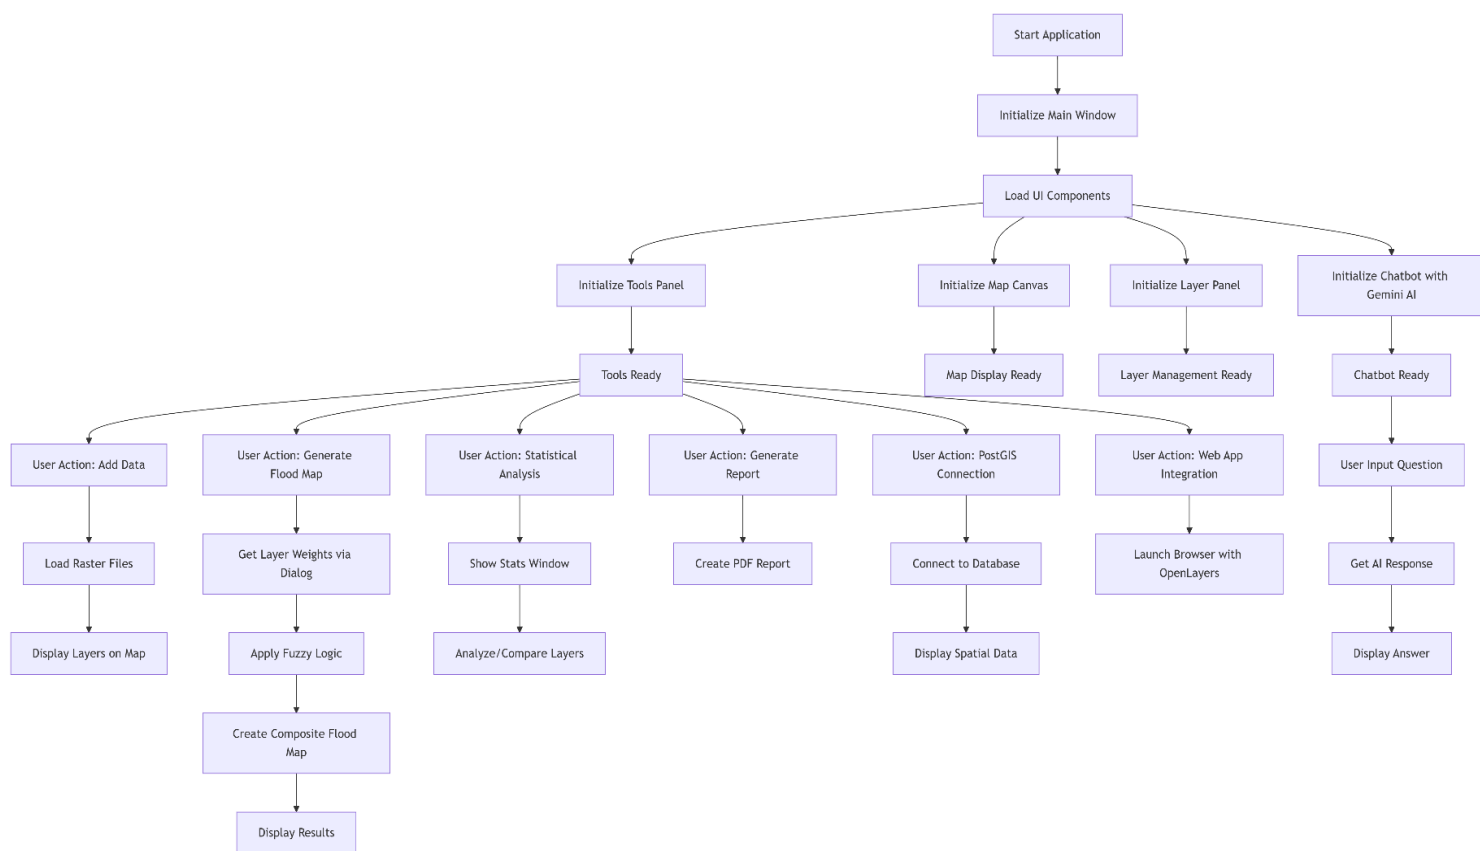 Start Application
Initialize Main Window
Load UI Components
Initialize Tools Panel
Initialize Map Canvas
Initialize Layer Panel
Initialize Chatbot with
Gemini AI
Tools Ready
Map Display Ready
Layer Management Ready
Chatbot Ready
User Action: Add Data
User Action: Generate
Flood Map
User Action: Statistical
Analysis
User Action: Generate
Report
User Action: PostGIS
Connection
User Action: Web App
Integration
User Input Question
Load Raster Files
Get Layer Weights via
Dialog
Show Stats Window
Create PDF Report
Connect to Database
Launch Browser with
OpenLayers
Get AI Response
Display Layers on Map
Apply Fuzzy Logic
Analyze/Compare Layers
Display Spatial Data
Display Answer
Create Composite Flood
Map
Display Results